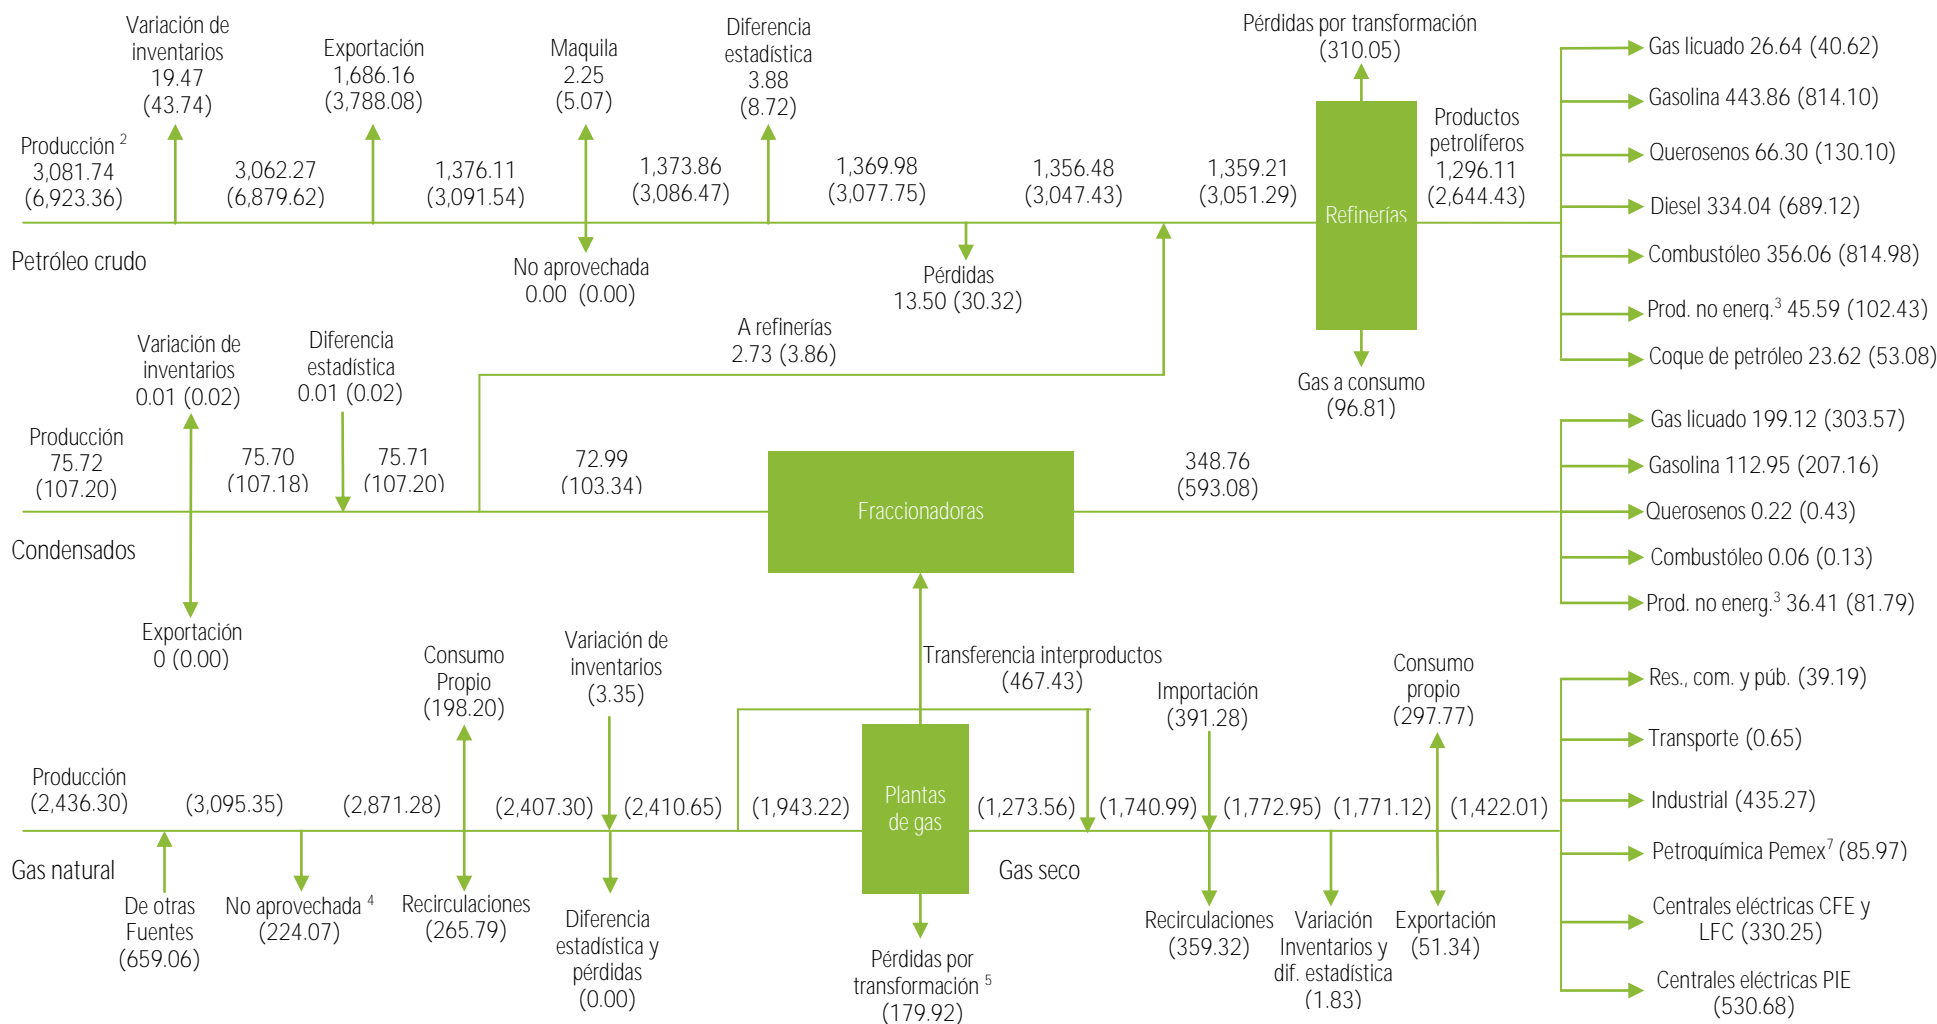 Variación de
inventarios
19.47
(43.74)
Exportación
1,686.16
(3,788.08)
Maquila
2.25
(5.07)
Diferencia
estadística
3.88
(8.72)
Pérdidas por transformación
(310.05)
Producción 2
3,081.74
(6,923.36)
3,062.27
(6,879.62)
1,376.11
(3,091.54)
1,373.86
(3,086.47)
1,369.98
(3,077.75)
1,356.48
(3,047.43)
1,359.21
(3,051.29)
Refinerías
Productos
petrolíferos
1,296.11
(2,644.43)
Petróleo crudo
No aprovechada
0.00 (0.00)
Pérdidas
13.50 (30.32)
A refinerías
2.73 (3.86)
Gas a consumo
(96.81)
Gas licuado 26.64 (40.62)
Gasolina 443.86 (814.10)
Querosenos 66.30 (130.10)
Diesel 334.04 (689.12)
Combustóleo 356.06 (814.98)
Prod. no energ.3 45.59 (102.43)
Coque de petróleo 23.62 (53.08)
Variación de
inventarios
0.01 (0.02)
Diferencia
estadística
0.01 (0.02)
Producción
75.72
(107.20)
75.70
(107.18)
75.71
(107.20)
72.99
(103.34)
Fraccionadoras
348.76
(593.08)
Condensados
Exportación
0 (0.00)
Gas licuado 199.12 (303.57)
Gasolina 112.95 (207.16)
Querosenos 0.22 (0.43)
Combustóleo 0.06 (0.13)
Prod. no energ.3 36.41 (81.79)
Consumo
Propio
(198.20)
Variación de
inventarios
(3.35)
Transferencia interproductos
(467.43)
Importación
(391.28)
Consumo
propio
(297.77)
Producción
(2,436.30)
(3,095.35)
(2,871.28)
(2,407.30)
(2,410.65)
(1,943.22)
Plantas
de gas
(1,273.56)
(1,740.99)
(1,772.95)
(1,771.12)
(1,422.01)
Gas natural
Gas seco
De otras
Fuentes
(659.06)
No aprovechada 4
(224.07)
Recirculaciones
(265.79)
Diferencia
estadística y
pérdidas
(0.00)
Pérdidas por
transformación 5
(179.92)
Recirculaciones
(359.32)
Variación
Inventarios y
dif. estadística
(1.83)
Exportación
(51.34)
Res., com. y púb. (39.19)
Transporte (0.65)
Industrial (435.27)
Petroquímica Pemex7 (85.97)
Centrales eléctricas CFE y
LFC (330.25)
Centrales eléctricas PIE
(530.68)